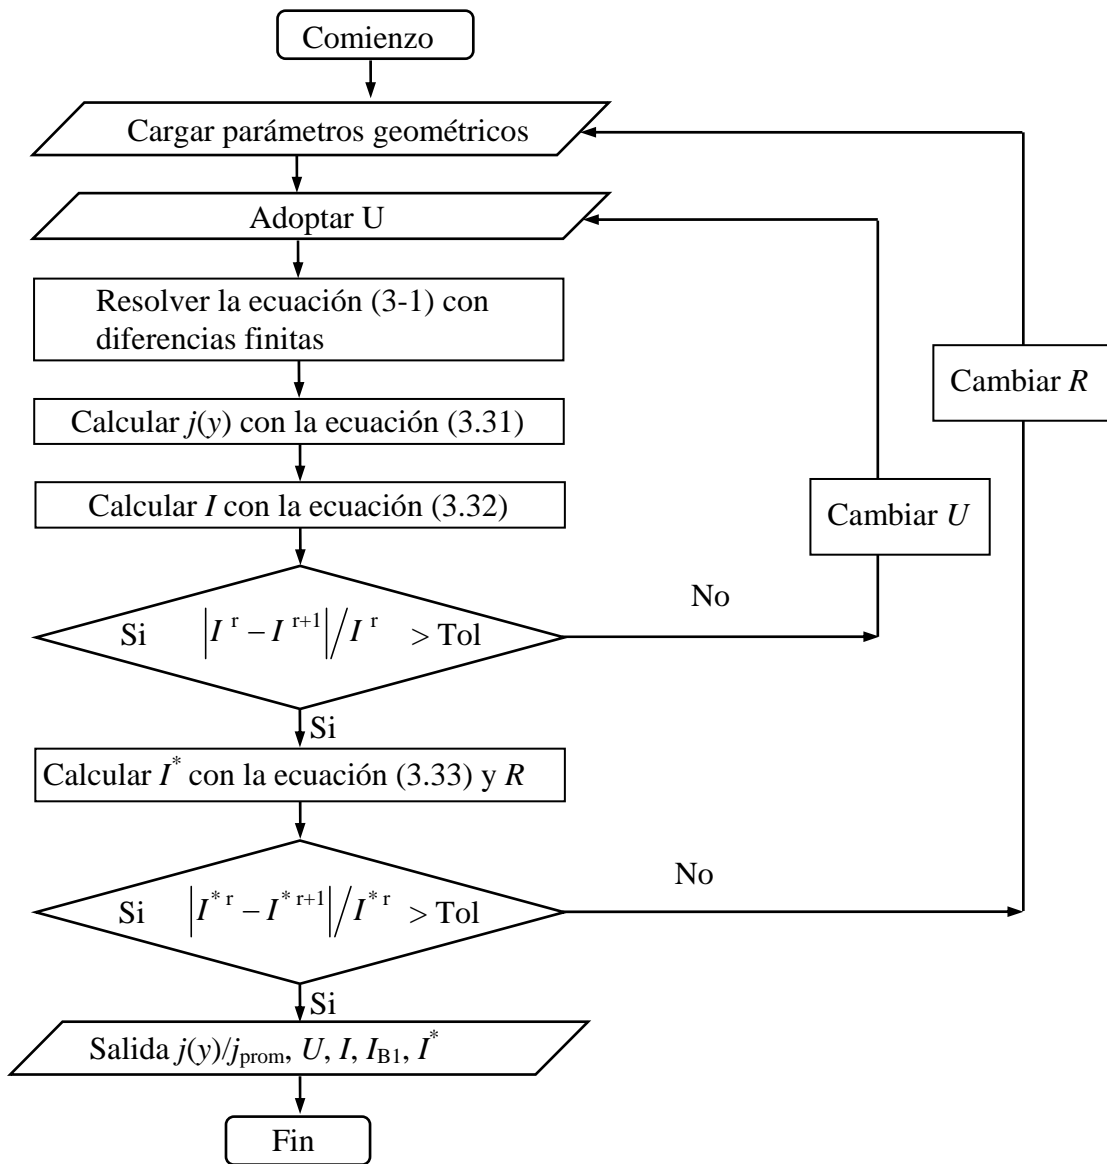 Comienzo
Cargar parámetros geométricos
Adoptar U
Resolver la ecuación (3-1) con
diferencias finitas
Cambiar R
Calcular j(y) con la ecuación (3.31)
Calcular I con la ecuación (3.32)
Cambiar U
No
Si |I^r – I^{r+1}|/I^r > Tol
Si
Calcular I^* con la ecuación (3.33) y R
No
Si |I^{* r} – I^{* r+1}|/I^{* r} > Tol
Si
Salida j(y)/j_prom, U, I, I_B1, I^*
Fin